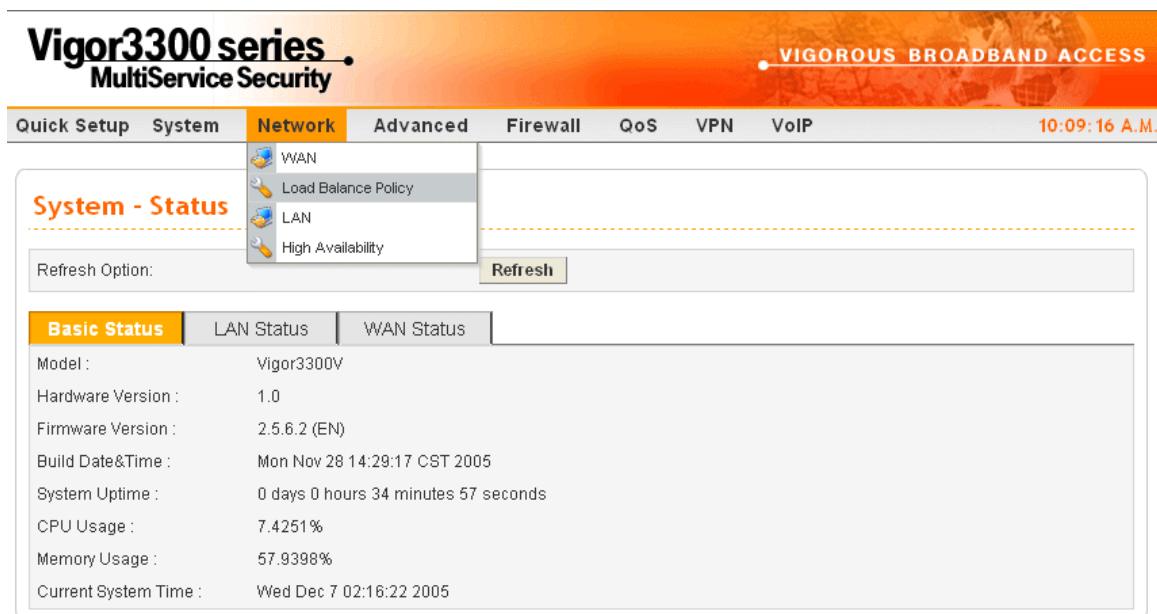 Vigor3300 series
MultiService Security
VIGOROUS BROADBAND ACCESS
Quick Setup System Network Advanced Firewall QoS VPN VoIP 10:09:16 A.M.
WAN
Load Balance Policy
LAN
High Availability
System - Status
Refresh Option: Refresh
Basic Status LAN Status WAN Status
Model : Vigor3300V
Hardware Version : 1.0
Firmware Version : 2.5.6.2 (EN)
Build Date&Time : Mon Nov 28 14:29:17 CST 2005
System Uptime : 0 days 0 hours 34 minutes 57 seconds
CPU Usage : 7.4251%
Memory Usage : 57.9398%
Current System Time : Wed Dec 7 02:16:22 2005